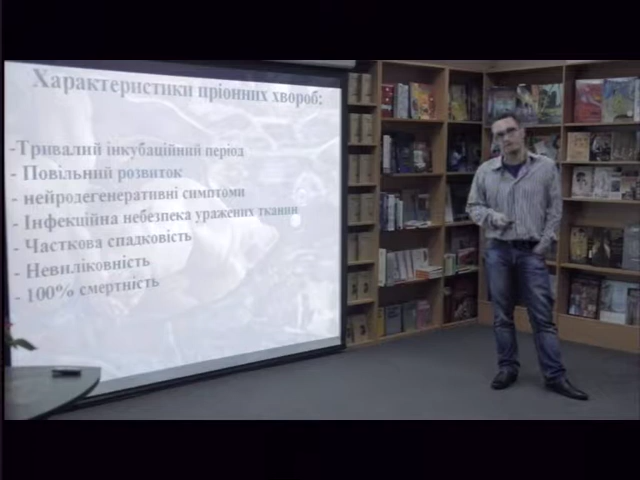 Характеристики пріонних хвороб:
-Тривалий інкубаційний період
- Повільний розвиток
- нейродегенеративні симптоми
- Інфекційна небезпека уражених тканин
- Часткова спадковість
- Невиліковність
- 100% смертність